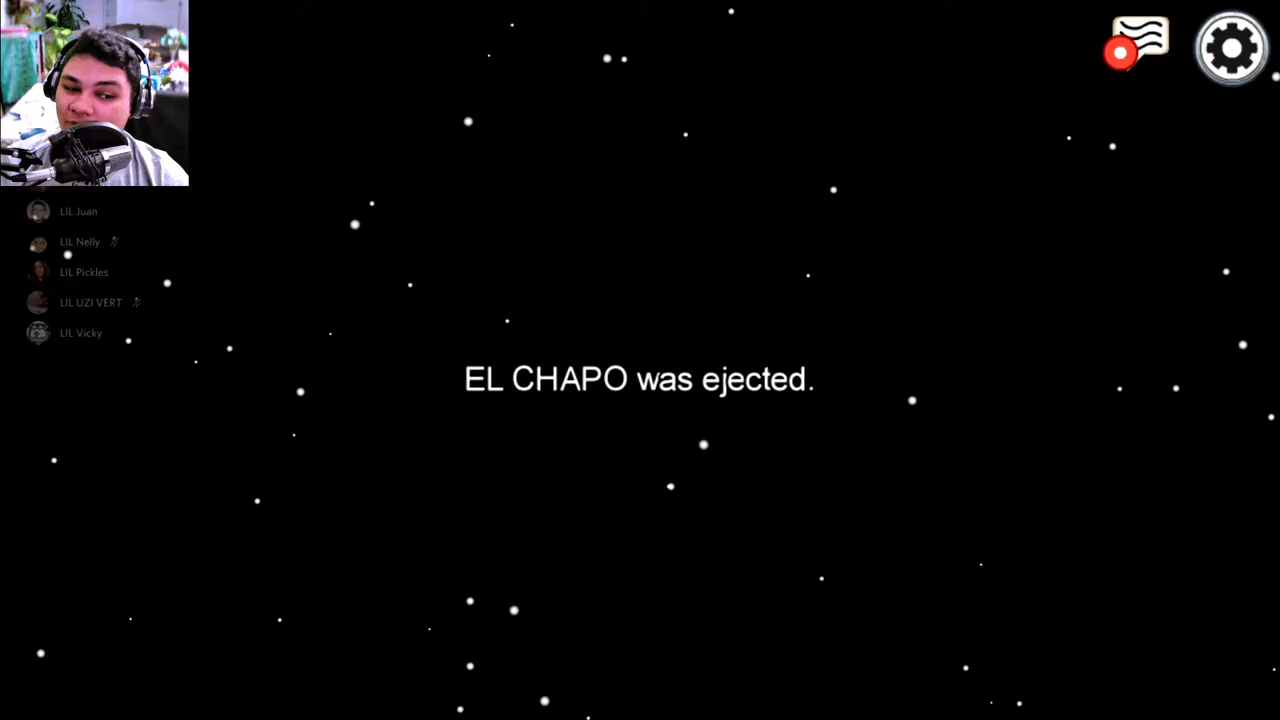 LIL Juan
LIL Nelly
LIL Pickles
LIL UZI VERT
LIL Vicky
EL CHAPO was ejected.